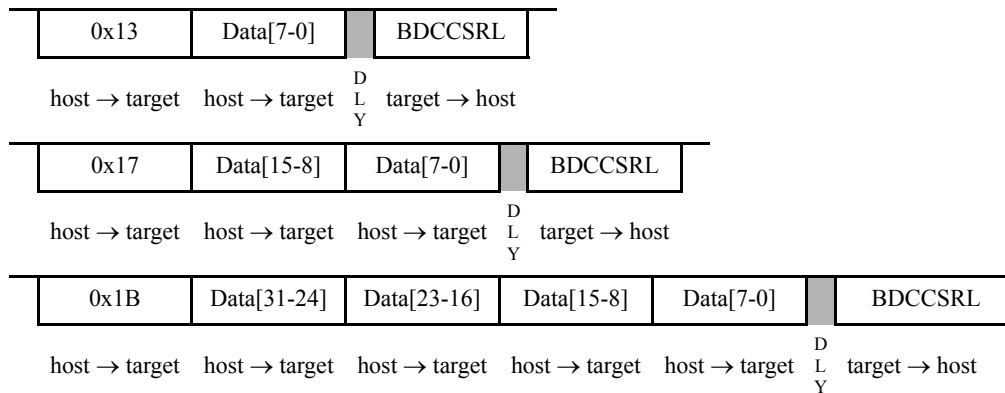 0x13 Data[7-0] BDCCSRL
host → target host → target D L Y target → host
0x17 Data[15-8] Data[7-0] BDCCSRL
host → target host → target host → target D L Y target → host
0x1B Data[31-24] Data[23-16] Data[15-8] Data[7-0] BDCCSRL
host → target host → target host → target host → target host → target D L Y target → host